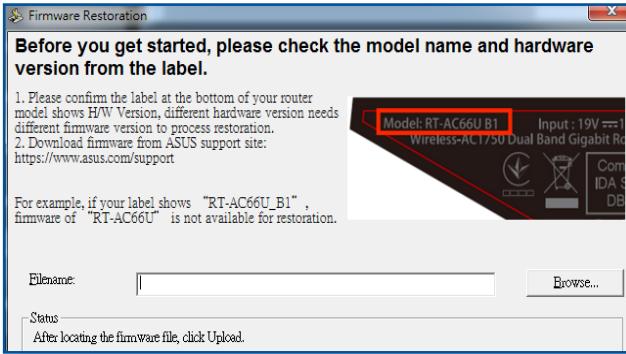 Firmware Restoration
Before you get started, please check the model name and hardware
version from the label.
1. Please confirm the label at the bottom of your router
model shows H/W Version, different hardware version needs
different firmware version to process restoration.
2. Download firmware from ASUS support site:
https://www.asus.com/support
For example, if your label shows “RT-AC66U_B1”,
firmware of “RT-AC66U” is not available for restoration.
Model: RT-AC66U B1 Input : 19V
Wireless-AC1750 Dual Band Gigabit
Com
IDA
DB
Filename:
Browse...
Status
After locating the firmware file, click Upload.